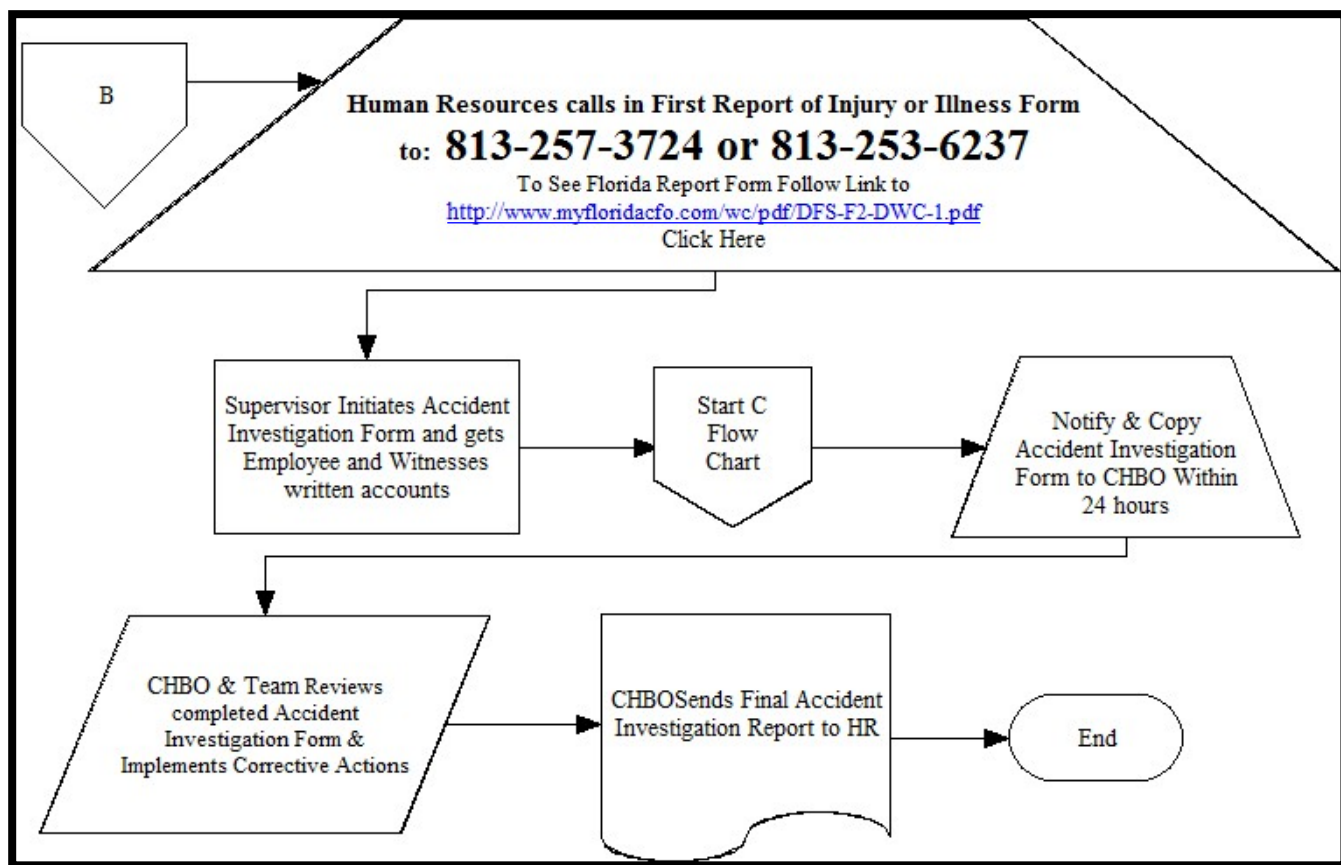 B
Human Resources calls in First Report of Injury or Illness Form
to: 813-257-3724 or 813-253-6237
To See Florida Report Form Follow Link to
http://www.myfloridacfo.com/wc/pdf/DFS-F2-DWC-1.pdf
Click Here
Supervisor Initiates Accident
Investigation Form and gets
Employee and Witnesses
written accounts
Start C
Flow
Chart
Notify & Copy
Accident Investigation
Form to CHBO Within
24 hours
CHBO & Team Reviews
completed Accident
Investigation Form &
Implements Corrective Actions
CHBOSends Final Accident
Investigation Report to HR
End